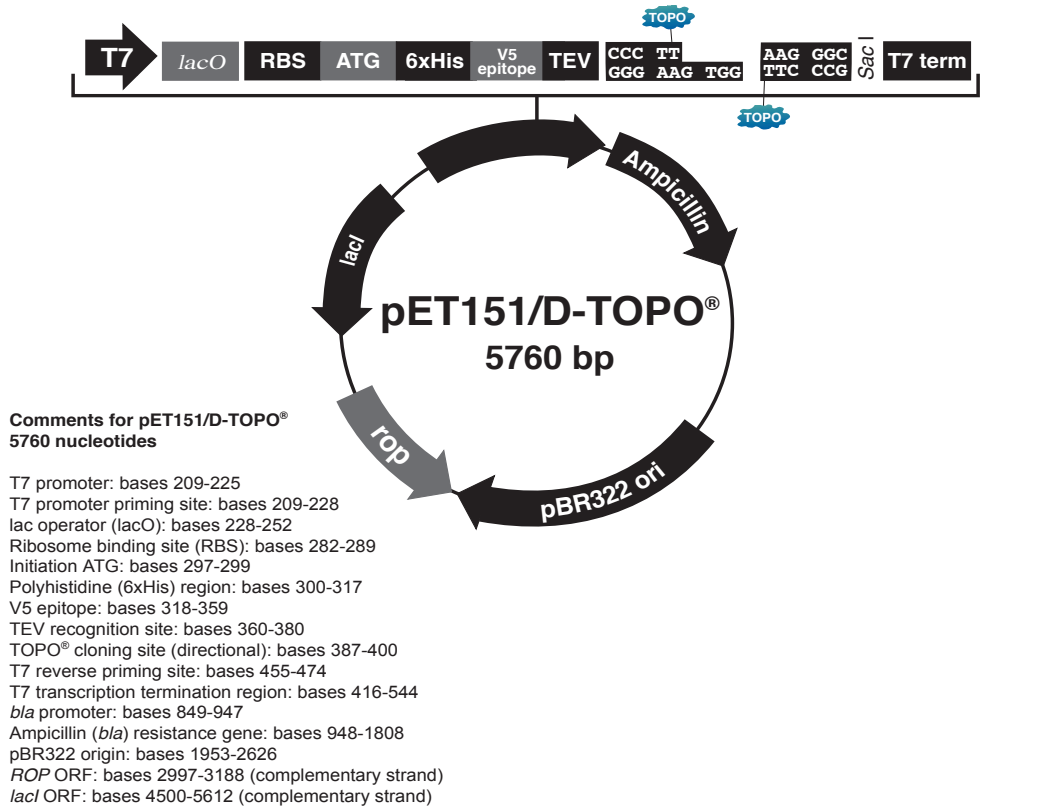 TOPO
T7 lacO RBS ATG 6xHis V5 epitope TEV CCC TT AAG GGC Sac I T7 term
GGG AAG TGG TTC CCG
TOPO
Ampicillin
lacI
pET151/D-TOPO®
5760 bp
rop
pBR322 ori
Comments for pET151/D-TOPO®
5760 nucleotides
T7 promoter: bases 209-225
T7 promoter priming site: bases 209-228
lac operator (lacO): bases 228-252
Ribosome binding site (RBS): bases 282-289
Initiation ATG: bases 297-299
Polyhistidine (6xHis) region: bases 300-317
V5 epitope: bases 318-359
TEV recognition site: bases 360-380
TOPO® cloning site (directional): bases 387-400
T7 reverse priming site: bases 455-474
T7 transcription termination region: bases 416-544
bla promoter: bases 849-947
Ampicillin (bla) resistance gene: bases 948-1808
pBR322 origin: bases 1953-2626
ROP ORF: bases 2997-3188 (complementary strand)
lacI ORF: bases 4500-5612 (complementary strand)